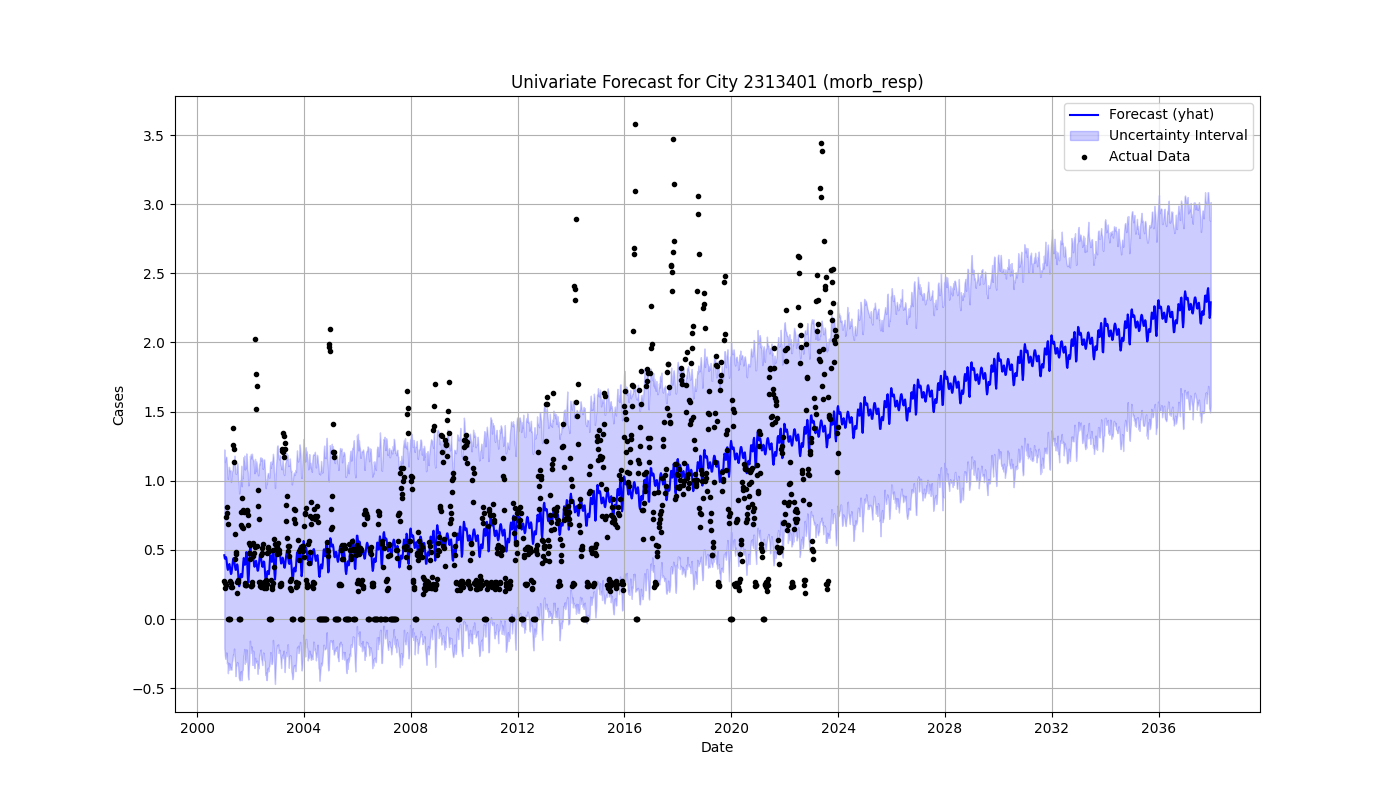 Univariate Forecast for City 2313401 (morb_resp)
Forecast (yhat)
Uncertainty Interval
Actual Data
Cases
3.5
3.0
2.5
2.0
1.5
1.0
0.5
0.0
−0.5
2000 2004 2008 2012 2016 2020 2024 2028 2032 2036
Date